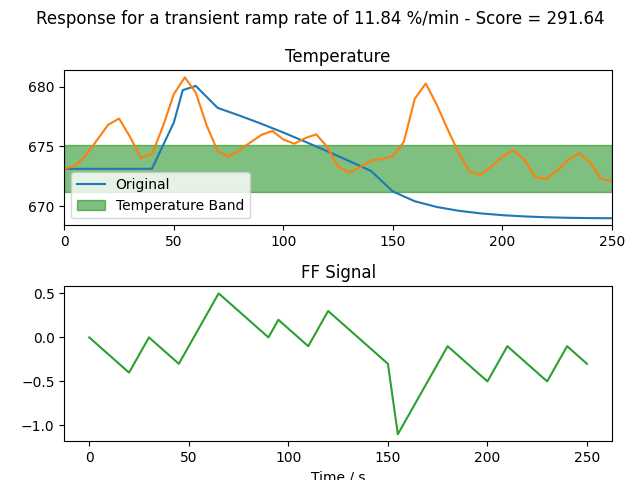 Response for a transient ramp rate of 11.84 %/min - Score = 291.64
Temperature
680
675
670
Original
Temperature Band
0 50 100 150 200 250
FF Signal
0.5
0.0
−0.5
−1.0
0 50 100 150 200 250
Time / s